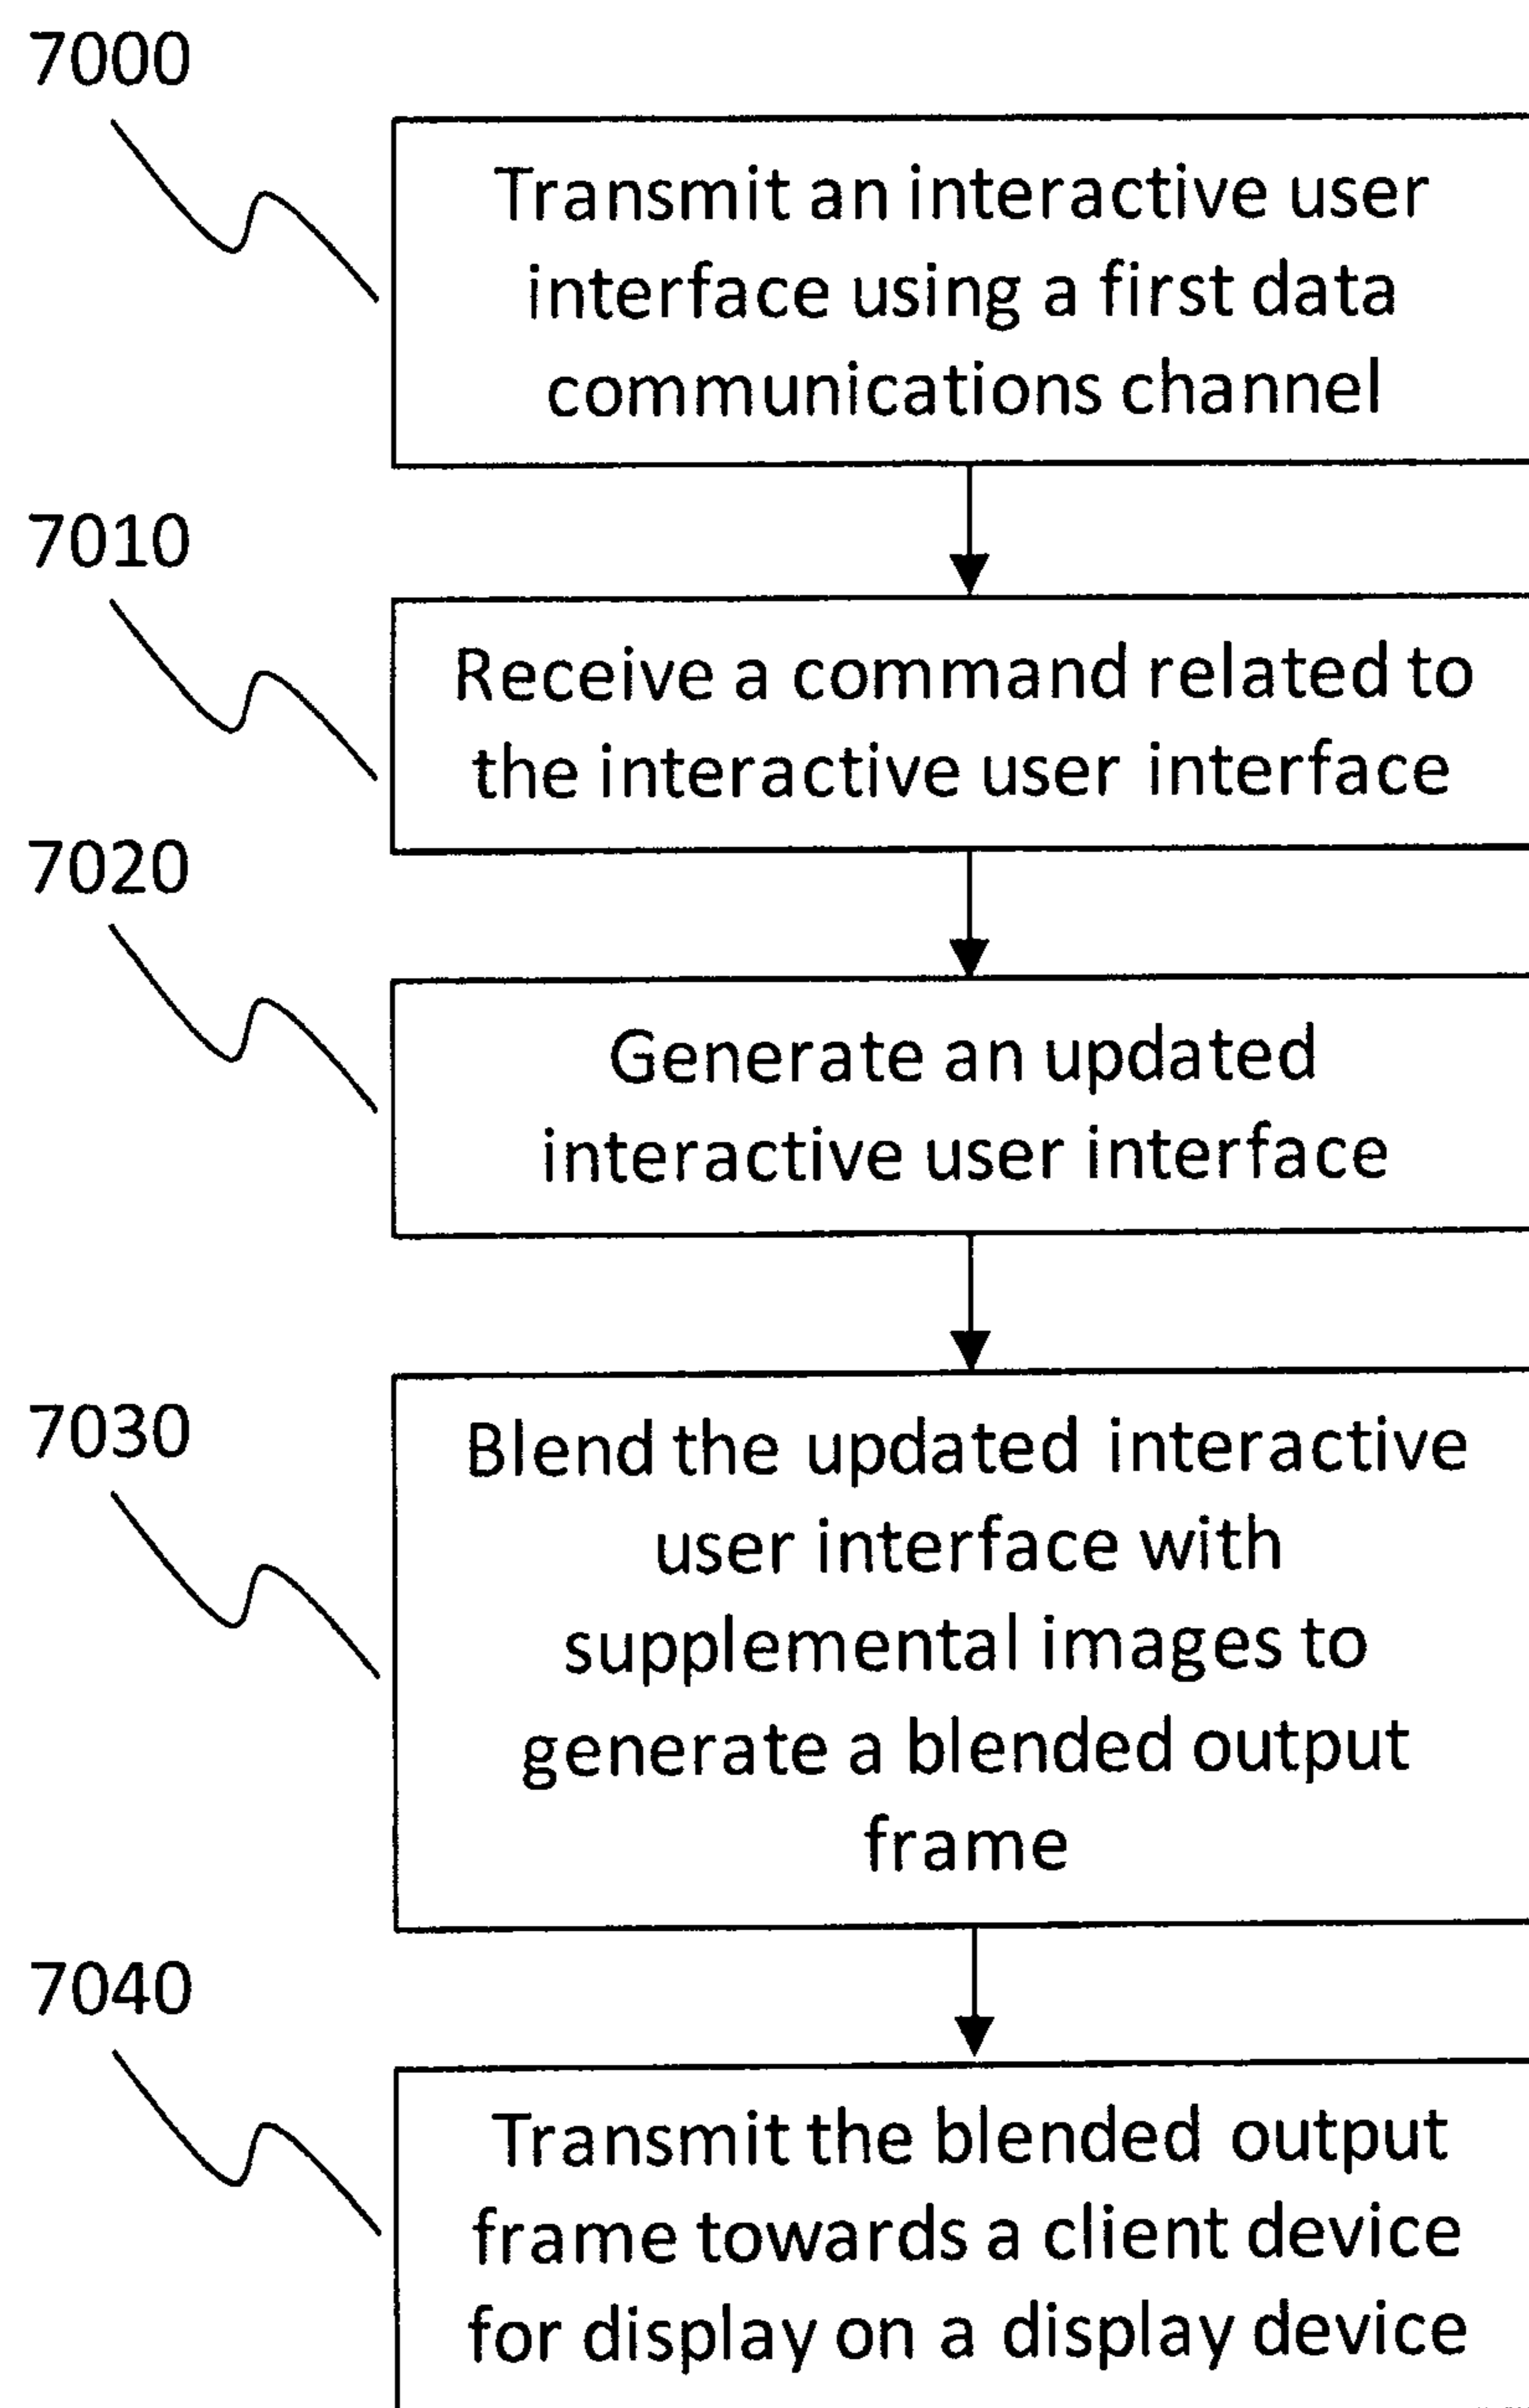 7000
Transmit an interactive user
interface using a first data
communications channel
7010
Receive a command related to
the interactive user interface
7020
Generate an updated
interactive user interface
7030
Blend the updated interactive
user interface with
supplemental images to
generate a blended output
frame
7040
Transmit the blended output
frame towards a client device
for display on a display device